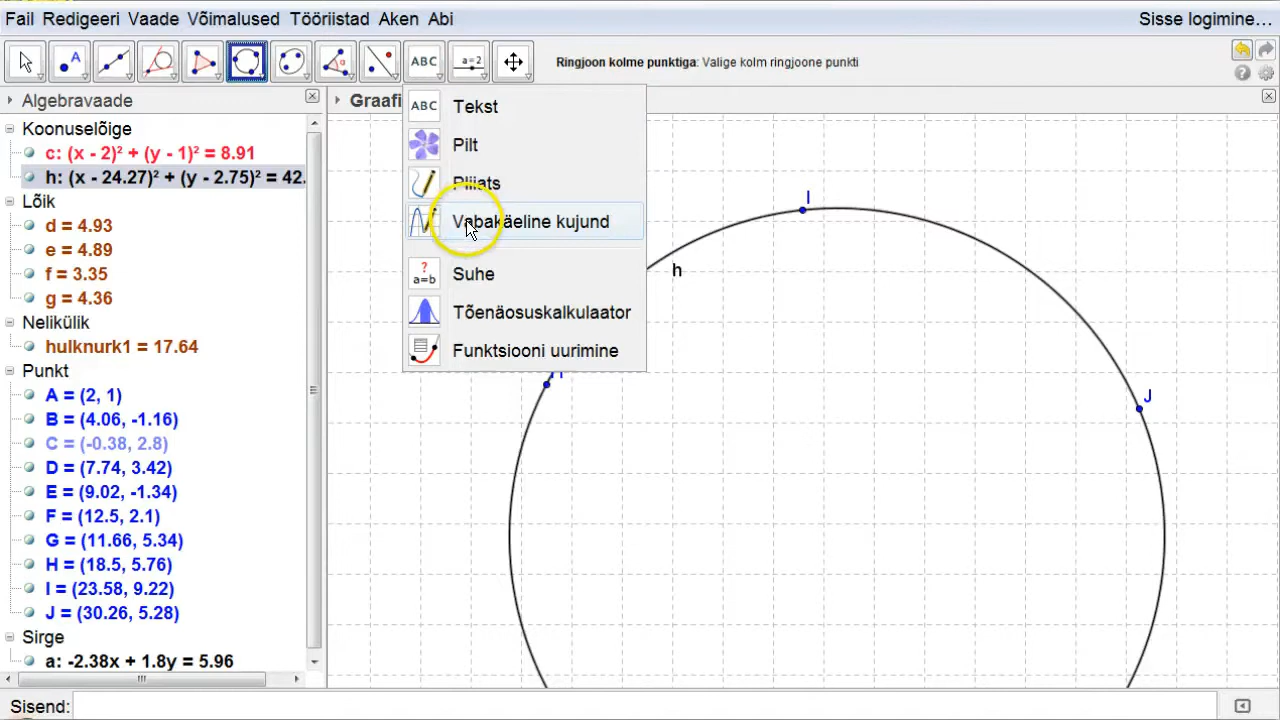 Fail Redigeeri Vaade Võimalused Tööriistad Aken Abi Sisse logimine...
A ABC a=2 Ringjoon kolme punktiga: Valige kolm ringjoone punkti
Algebravaade
Koonuselõige
c: (x - 2)² + (y - 1)² = 8.91
h: (x - 24.27)² + (y - 2.75)² = 42.
Lõik
d = 4.93
e = 4.89
f = 3.35
g = 4.36
Nelikülik
hulknurk1 = 17.64
Punkt
A = (2, 1)
B = (4.06, -1.16)
C = (-0.38, 2.8)
D = (7.74, 3.42)
E = (9.02, -1.34)
F = (12.5, 2.1)
G = (11.66, 5.34)
H = (18.5, 5.76)
I = (23.58, 9.22)
J = (30.26, 5.28)
Sirge
a: -2.38x + 1.8y = 5.96
Graafi
ABC Tekst
Pilt
Pliiats
Vabakäeline kujund
? a=b Suhe
Tõenäosuskalkulaator
Funktsiooni uurimine
I
h
J
Sisend: